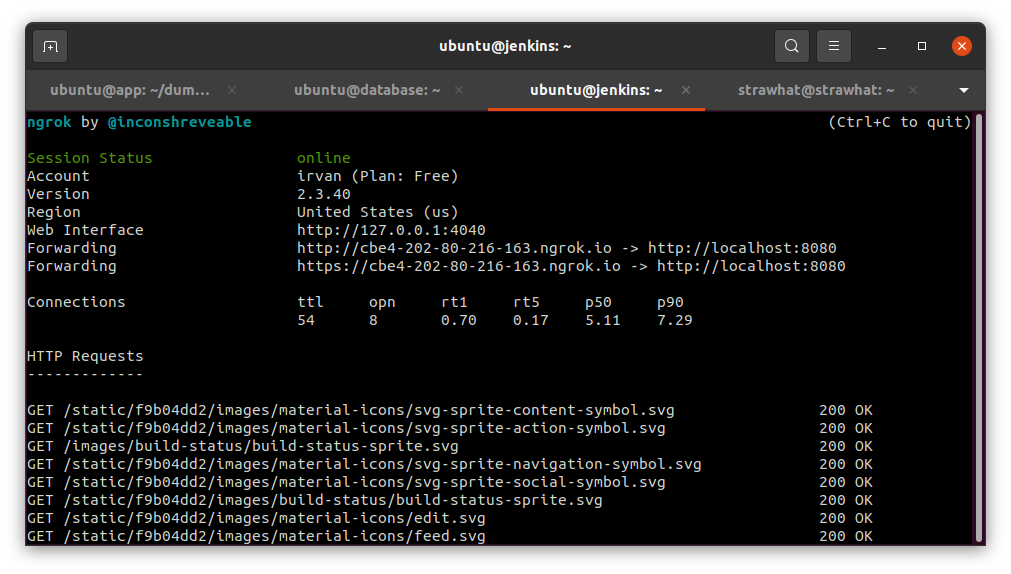 ubuntu@jenkins: ~
ubuntu@app: ~/dum... ubuntu@database: ~ ubuntu@jenkins: ~ strawhat@strawhat: ~
ngrok by @inconshreveable (Ctrl+C to quit)
Session Status online
Account irvan (Plan: Free)
Version 2.3.40
Region United States (us)
Web Interface http://127.0.0.1:4040
Forwarding http://cbe4-202-80-216-163.ngrok.io -> http://localhost:8080
Forwarding https://cbe4-202-80-216-163.ngrok.io -> http://localhost:8080
Connections ttl opn rt1 rt5 p50 p90
54 8 0.70 0.17 5.11 7.29
HTTP Requests
-------------
GET /static/f9b04dd2/images/material-icons/svg-sprite-content-symbol.svg 200 OK
GET /static/f9b04dd2/images/material-icons/svg-sprite-action-symbol.svg 200 OK
GET /images/build-status/build-status-sprite.svg 200 OK
GET /static/f9b04dd2/images/material-icons/svg-sprite-navigation-symbol.svg 200 OK
GET /static/f9b04dd2/images/material-icons/svg-sprite-social-symbol.svg 200 OK
GET /static/f9b04dd2/images/build-status/build-status-sprite.svg 200 OK
GET /static/f9b04dd2/images/material-icons/edit.svg 200 OK
GET /static/f9b04dd2/images/material-icons/feed.svg 200 OK